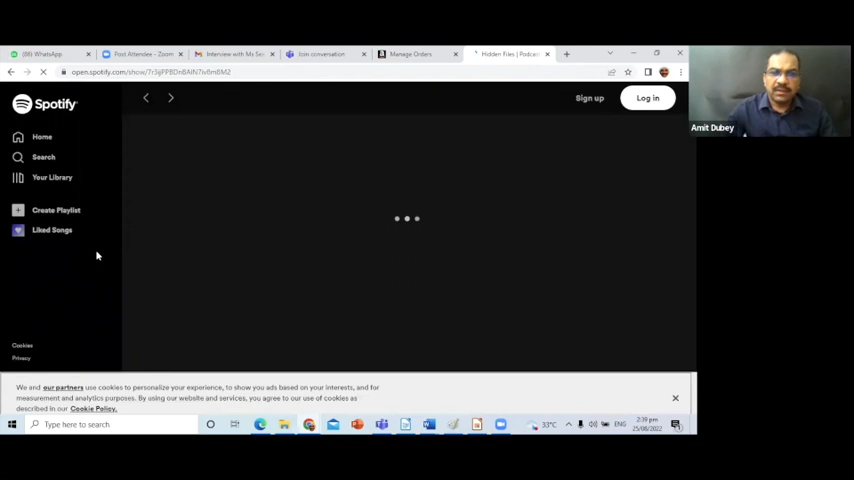 (86) WhatsApp
Post Attendee - Zoom
Interview with Ms Se
Join conversation
Manage Orders
Hidden Files | Podcas
open.spotify.com/show/
Spotify
Sign up
Log in
Home
Search
Your Library
Create Playlist
Liked Songs
Cookies
Privacy
We and our partners use cookies to personalize your experience, to show you ads based on your interests, and for
measurement and analytics purposes. By using our website and services, you agree to our use of cookies as
described in our Cookie Policy.
Type here to search
33°C
ENG
2:39 pm
25/08/2022
Amit Dubey